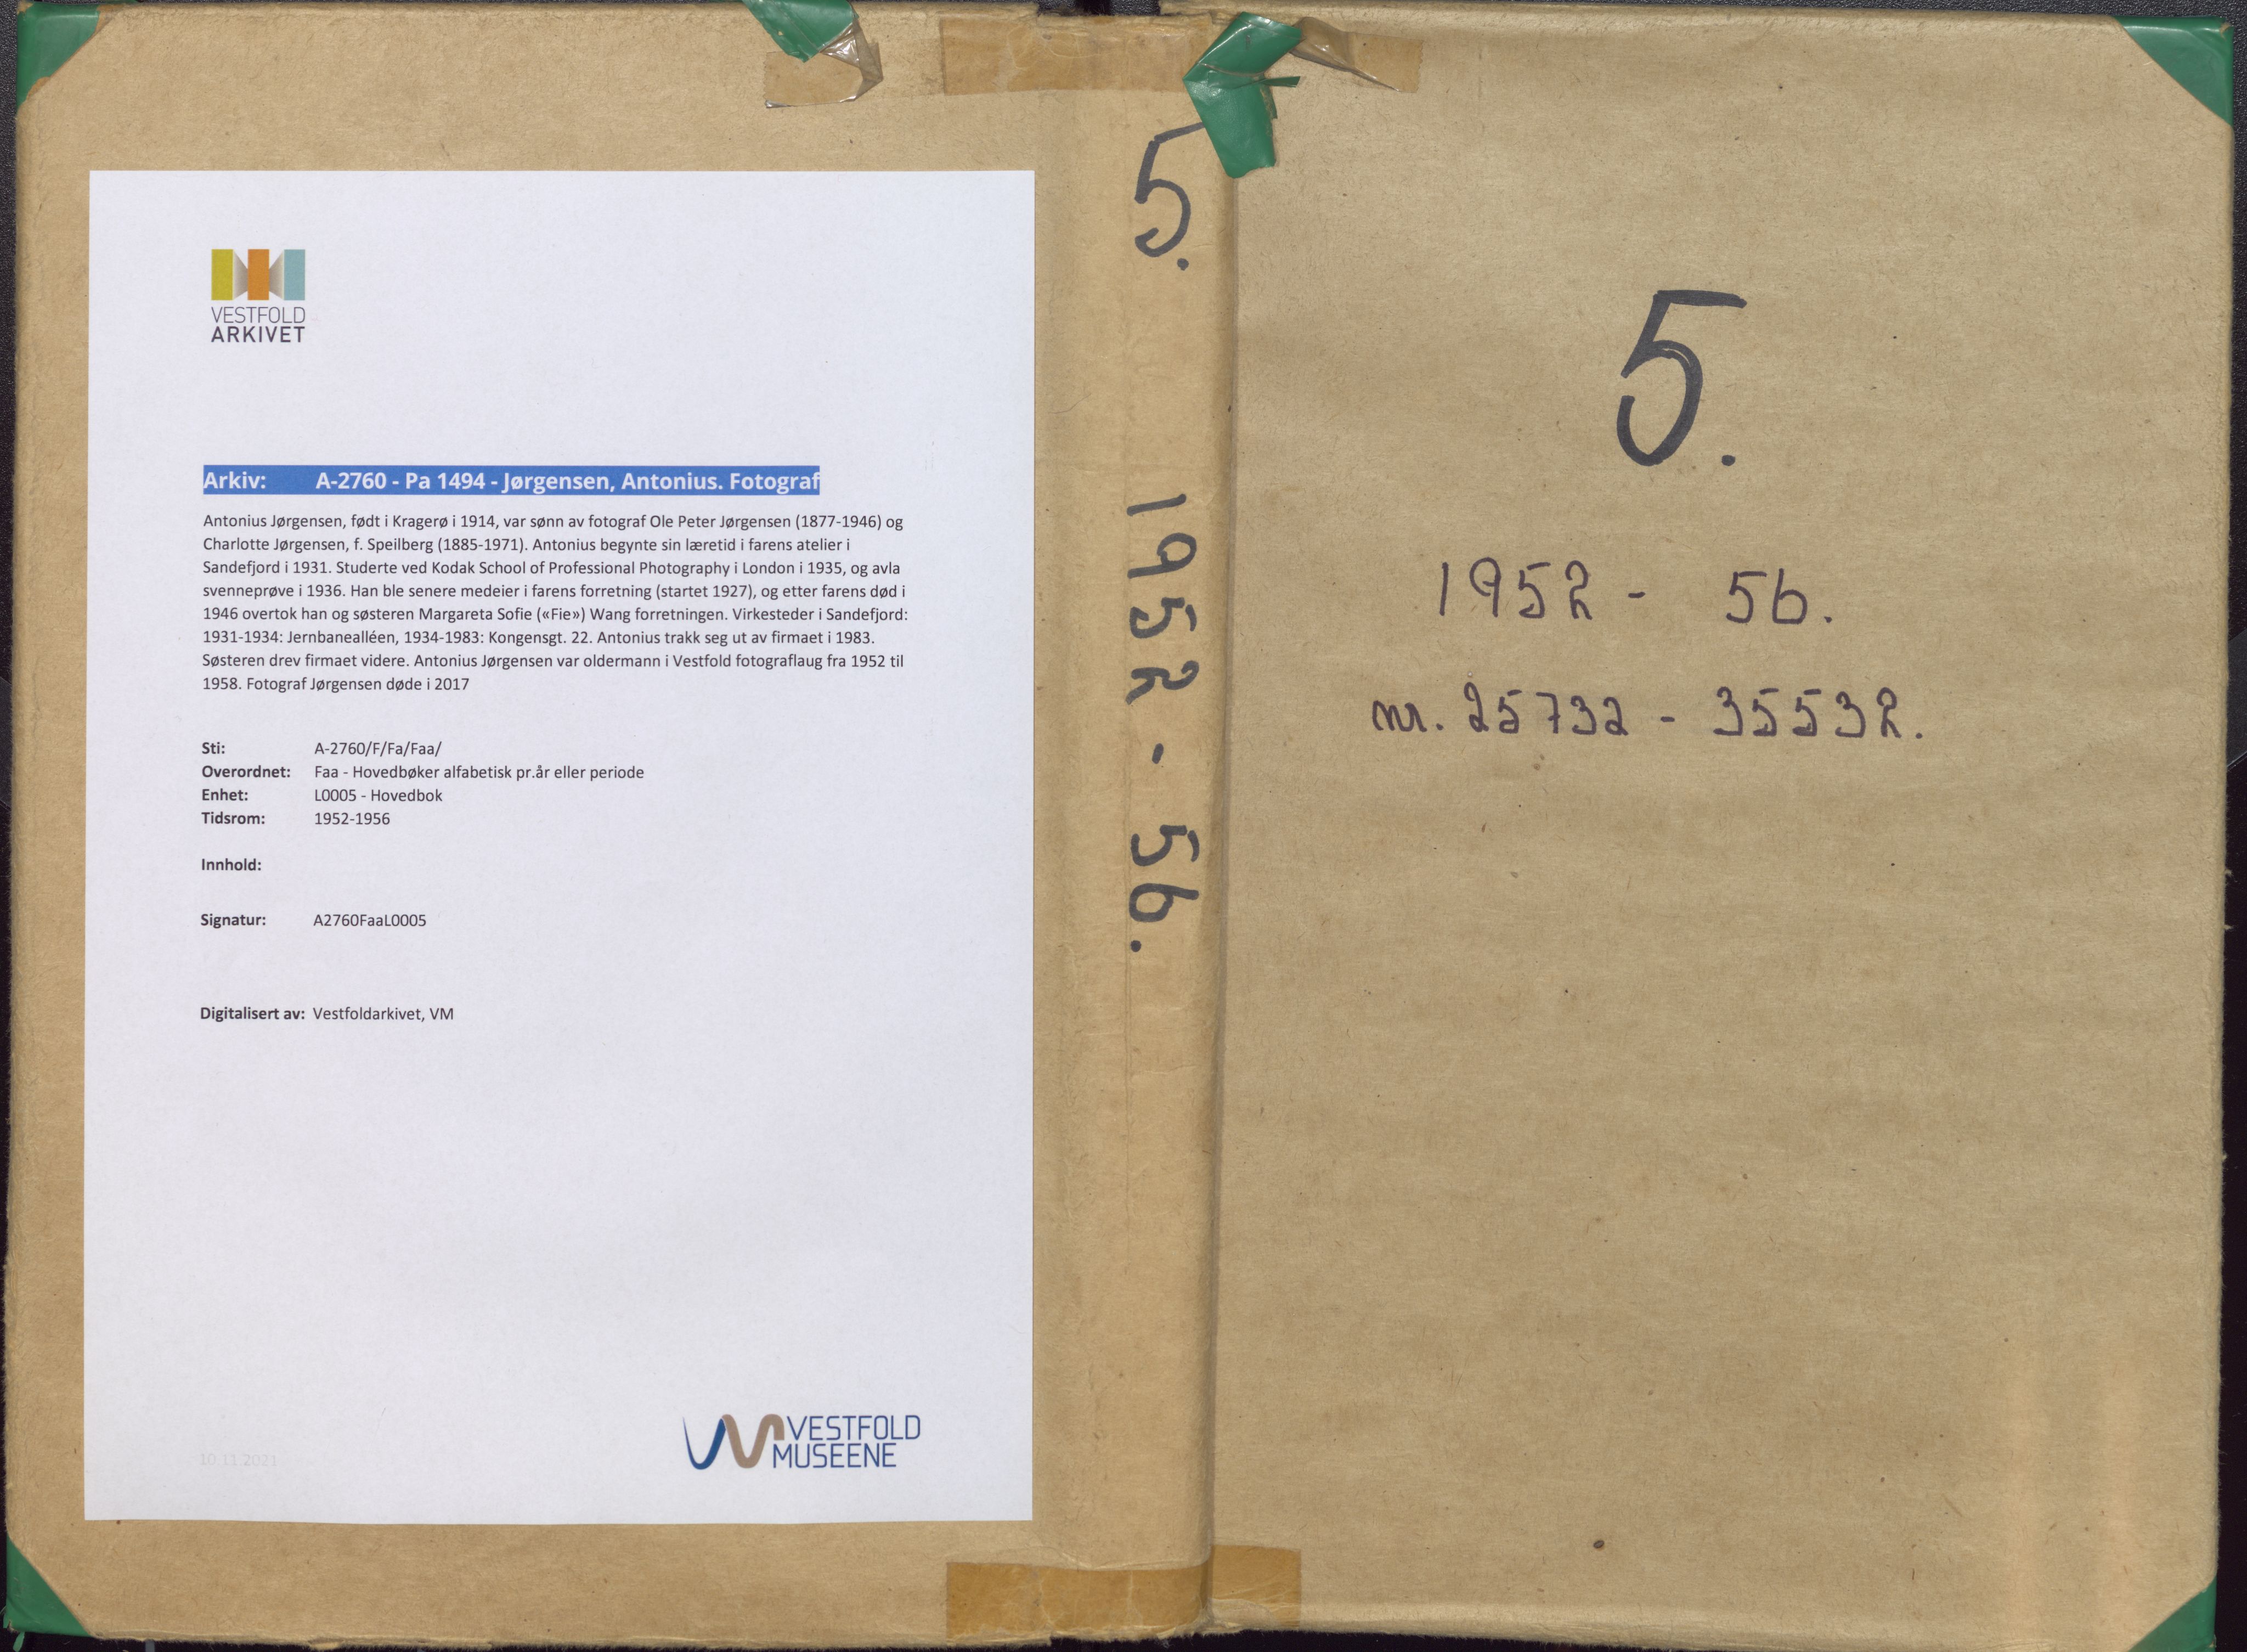 VESTFOLD
ARKIVET
Arkiv: A-2760 - Pa 1494 - Jørgensen, Antonius. Fotograf
Antonius Jørgensen, født i Kragerø i 1914, var sønn av fotograf Ole Peter Jørgensen (1877-1946) og
Charlotte Jørgensen, f. Speilberg (1885-1971). Antonius begynte sin læretid i farens atelier i
Sandefjord i 1931. Studerte ved Kodak School of Professional Photography i London i 1935, og avla
svenneprøve i 1936. Han ble senere medeier i farens forretning (startet 1927), og etter farens død i
1946 overtok han og søsteren Margareta Sofie («Fie») Wang forretningen. Virkesteder i Sandefjord:
1931-1934: Jernbanealléen, 1934-1983: Kongensgt. 22. Antonius trakk seg ut av firmaet i 1983.
Søsteren drev firmaet videre. Antonius Jørgensen var oldermann i Vestfold fotograflaug fra 1952 til
1958. Fotograf Jørgensen døde i 2017
Sti: A-2760/F/Fa/Faa/
Overordnet: Faa - Hovedbøker alfabetisk pr.år eller periode
Enhet: L0005 - Hovedbok
Tidsrom: 1952-1956
Innhold:
Signatur: A2760FaaL0005
Digitalisert av: Vestfoldarkivet, VM
10.11.2021
VESTFOLD
MUSEENE
5.
1952 - 56.
5.
1952 - 56.
nr. 25732 - 35532.